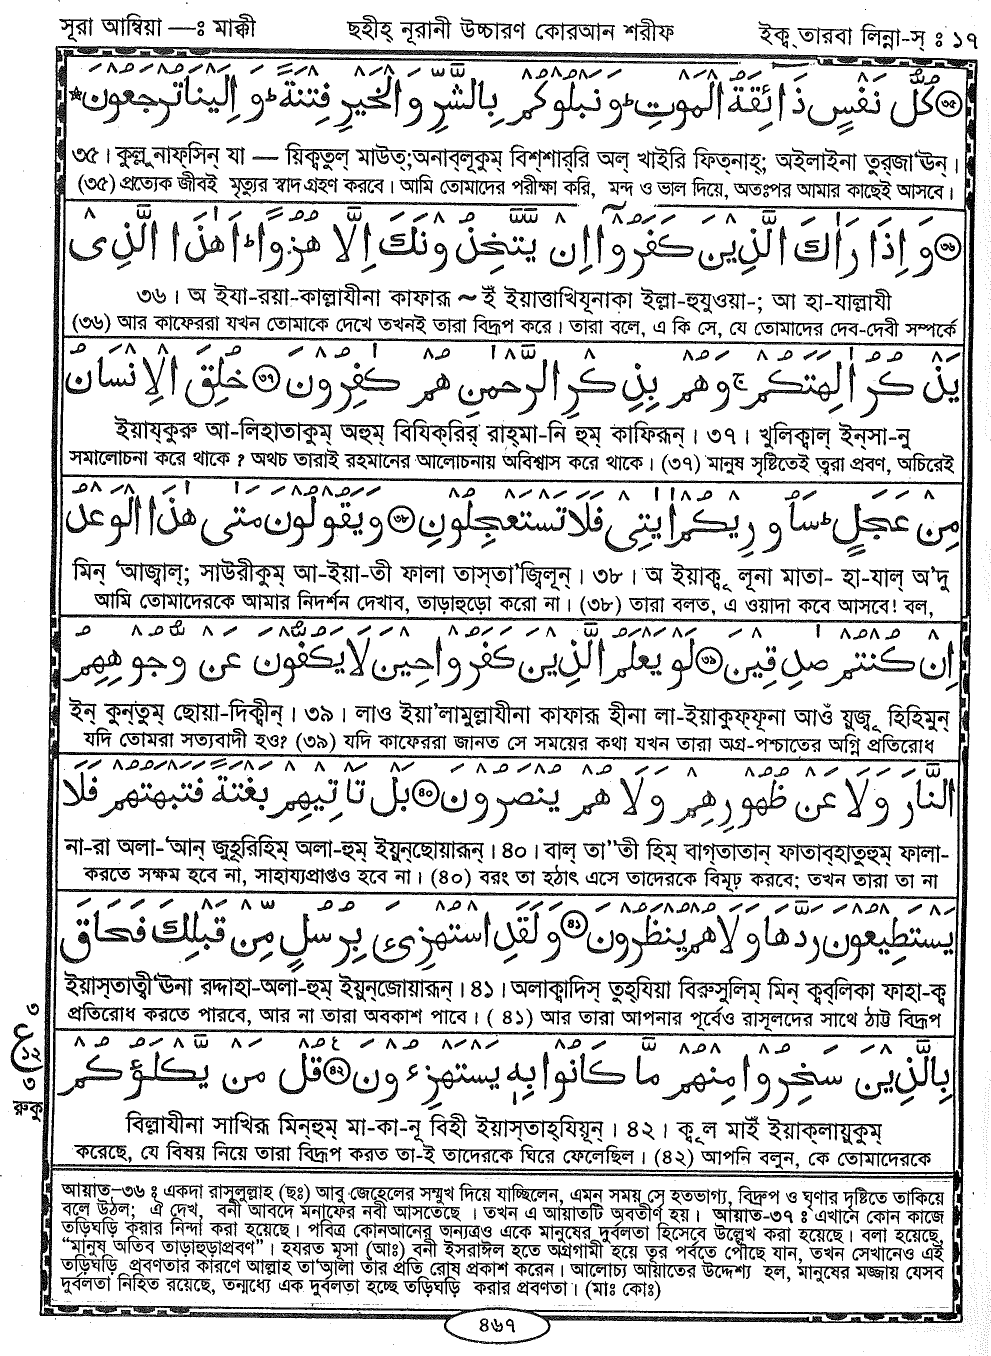 সূরা আম্বিয়া —ঃ মাক্কী ছহীহ্ নূরানী উচ্চারণ কোরআন শরীফ ইক্ব্তারবা লিন্না-স্ ঃ ১৭
۝٣٥ كُلُّ نَفْسٍ ذَائِقَةُ الْمَوْتِ ۗ وَنَبْلُوكُمْ بِالشَّرِّ وَالْخَيْرِ فِتْنَةً ۗ وَإِلَيْنَا تُرْجَعُونَ
৩৫। কুল্লু নাফ্সিন্ যা — য়িক্বতুল্ মাউত্; অনাব্লূকুম্ বিশ্শার্রি অল্ খাইরি ফিত্নাহ্; অইলাইনা তুর্জা‘ঊন্।
(৩৫) প্রত্যেক জীবই মৃত্যুর স্বাদ গ্রহণ করবে। আমি তোমাদের পরীক্ষা করি, মন্দ ও ভাল দিয়ে, অতঃপর আমার কাছেই আসবে।
۝٣٦ وَإِذَا رَاٰكَ الَّذِينَ كَفَرُوا إِنْ يَتَّخِذُونَكَ إِلَّا هُزُوًا ۗ أَهٰذَا الَّذِي
৩৬। অ ইযা-রয়া-কাল্লাযীনা কাফারূ ~ ইঁ ইয়াত্তাখিযূনাকা ইল্লা-হুযুওয়া-; আ হা-যাল্লাযী
(৩৬) আর কাফেররা যখন তোমাকে দেখে তখনই তারা বিদ্রূপ করে। তারা বলে, এ কি সে, যে তোমাদের দেব-দেবী সম্পর্কে
يَذْكُرُ اٰلِهَتَكُمْ ۚ وَهُمْ بِذِكْرِ الرَّحْمٰنِ هُمْ كٰفِرُونَ ۝٣٧ خُلِقَ الْإِنْسَانُ
ইয়ায্কুরু আ-লিহাতাকুম্ অহুম্ বিযিক্রির্ রাহ্মা-নি হুম্ কাফিরূন্। ৩৭। খুলিক্বাল্ ইন্সা-নু
সমালোচনা করে থাকে ? অথচ তারাই রহমানের আলোচনায় অবিশ্বাস করে থাকে। (৩৭) মানুষ সৃষ্টিতেই ত্বরা প্রবণ, অচিরেই
مِنْ عَجَلٍ ۗ سَأُورِيكُمْ اٰيٰتِي فَلَا تَسْتَعْجِلُونِ ۝٣٨ وَيَقُولُونَ مَتٰى هٰذَا الْوَعْدُ
মিন্ ‘আজ্বাল্; সাউরীকুম্ আ-ইয়া-তী ফালা তাস্তা’জ্বিলূন্। ৩৮। অ ইয়াক্বূ লূনা মাতা- হা-যাল্ অ’দু
আমি তোমাদেরকে আমার নিদর্শন দেখাব, তাড়াহুড়ো করো না। (৩৮) তারা বলত, এ ওয়াদা কবে আসবে! বল,
إِنْ كُنْتُمْ صٰدِقِينَ ۝٣٩ لَوْ يَعْلَمُ الَّذِينَ كَفَرُوا حِينَ لَا يَكُفُّونَ عَنْ وُجُوهِهِمُ
ইন্ কুন্তুম্ ছোয়া-দিক্বীন্। ৩৯। লাও ইয়া’লামুল্লাযীনা কাফারূ হীনা লা-ইয়াকুফ্ফূনা আওঁ য়ুজ্বূ হিহিমুন্
যদি তোমরা সত্যবাদী হও? (৩৯) যদি কাফেররা জানত সে সময়ের কথা যখন তারা অগ্র-পশ্চাতের অগ্নি প্রতিরোধ
النَّارَ وَلَا عَنْ ظُهُورِهِمْ وَلَا هُمْ يُنْصَرُونَ ۝٤٠ بَلْ تَأْتِيهِمْ بَغْتَةً فَتَبْهَتُهُمْ فَلَا
না-রা অলা-‘আন্ জুহূরিহিম্ অলা-হুম্ ইয়ুন্ছোয়ারূন্। ৪০। বাল্ তা"তী হিম্ বাগ্তাতান্ ফাতাব্হাতুহুম্ ফালা-
করতে সক্ষম হবে না, সাহায্যপ্রাপ্তও হবে না। (৪০) বরং তা হঠাৎ এসে তাদেরকে বিমূঢ় করবে; তখন তারা তা না
يَسْتَطِيعُونَ رَدَّهَا وَلَا هُمْ يُنْظَرُونَ ۝٤١ وَلَقَدِ اسْتُهْزِئَ بِرُسُلٍ مِّنْ قَبْلِكَ فَحَاقَ
ইয়াস্তাত্বী‘ঊনা রদ্দাহা-অলা-হুম্ ইয়ুন্জোয়ারূন্। ৪১। অলাক্বাদিস্ তুহ্যিয়া বিরুসুলিম্ মিন্ ক্বব্লিকা ফাহা-ক্ব
প্রতিরোধ করতে পারবে, আর না তারা অবকাশ পাবে। ( ৪১) আর তারা আপনার পূর্বেও রাসূলদের সাথে ঠাট্ট বিদ্রূপ
بِالَّذِينَ سَخِرُوا مِنْهُمْ مَّا كَانُوا بِهٖ يَسْتَهْزِءُونَ ۝٤٢ قُلْ مَنْ يَكْلَؤُكُمْ
৩
ع
১২
৩
রুকু
বিল্লাযীনা সাখিরূ মিন্হুম্ মা-কা-নূ বিহী ইয়াস্তাহ্যিয়ূন্। ৪২। ক্বূল মাইঁ ইয়াক্লায়ুকুম্
করেছে, যে বিষয় নিয়ে তারা বিদ্রূপ করত তা-ই তাদেরকে ঘিরে ফেলেছিল। (৪২) আপনি বলুন, কে তোমাদেরকে
আয়াত-৩৬ ঃ একদা রাসূলুল্লাহ (ছঃ) আবু জেহেলের সম্মুখ দিয়ে যাচ্ছিলেন, এমন সময় সে হতভাগ্য, বিদ্রূপ ও ঘৃণার দৃষ্টিতে তাকিয়ে
বলে উঠল; ঐ দেখ, বনী আবদে মনাফের নবী আসতেছে । তখন এ আয়াতটি অবতীর্ণ হয়। আয়াত-৩৭ ঃ এখানে কোন কাজে
তড়িঘড়ি করার নিন্দা করা হয়েছে। পবিত্র কোনআনের অন্যত্রও একে মানুষের দুর্বলতা হিসেবে উল্লেখ করা হয়েছে। বলা হয়েছে,
“মানুষ অতিব তাড়াহুড়াপ্রবণ”। হযরত মূসা (আঃ) বনী ইসরাঈল হতে অগ্রগামী হয়ে তূর পর্বতে পৌঁছে যান, তখন সেখানেও এই
তড়িঘড়ি প্রবণতার কারণে আল্লাহ তা‘আলা তাঁর প্রতি রোষ প্রকাশ করেন। আলোচ্য আয়াতের উদ্দেশ্য হল, মানুষের মজ্জায় যেসব
দুর্বলতা নিহিত রয়েছে, তন্মধ্যে এক দুর্বলতা হচ্ছে তড়িঘড়ি করার প্রবণতা। (মাঃ কোঃ)
৪৬৭